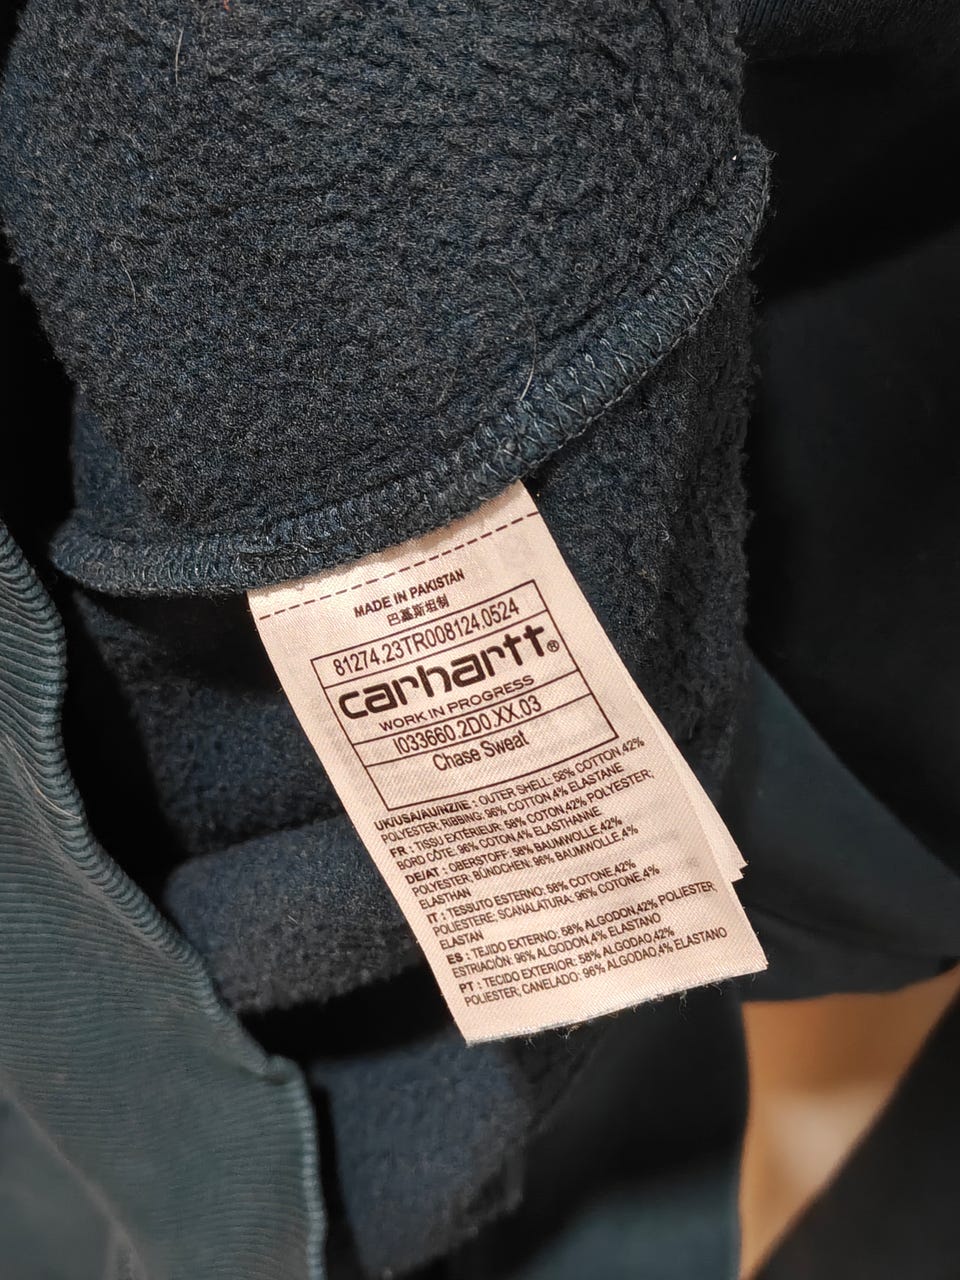 MADE IN PAKISTAN
巴基斯坦制
81274.23TR008124.0524
carhartt®
WORK IN PROGRESS
I033660.2D0.XX.03
Chase Sweat
UK/USA/AU/NZ/IE : OUTER SHELL: 58% COTTON,42%
POLYESTER, RIBBING: 96% COTTON,4% ELASTANE
FR : TISSU EXTÉRIEUR: 58% COTON,42% POLYESTER;
BORD CÔTE: 96% COTON,4% ELASTHANNE
DE/AT : OBERSTOFF: 58% BAUMWOLLE,42%
POLYESTER; BÜNDCHEN: 96% BAUMWOLLE, 4%
ELASTHAN
IT : TESSUTO ESTERNO: 58% COTONE,42%
POLIESTERE; SCANALATURA: 96% COTONE,4%
ELASTAN
ES : TEJIDO EXTERNO: 58% ALGODON,42% POLIESTER,
ESTRIACIÓN: 96% ALGODON,4% ELASTANO
PT : TECIDO EXTERIOR: 58% ALGODAO,42%
POLIESTER; CANELADO: 96% ALGODAO,4% ELASTANO